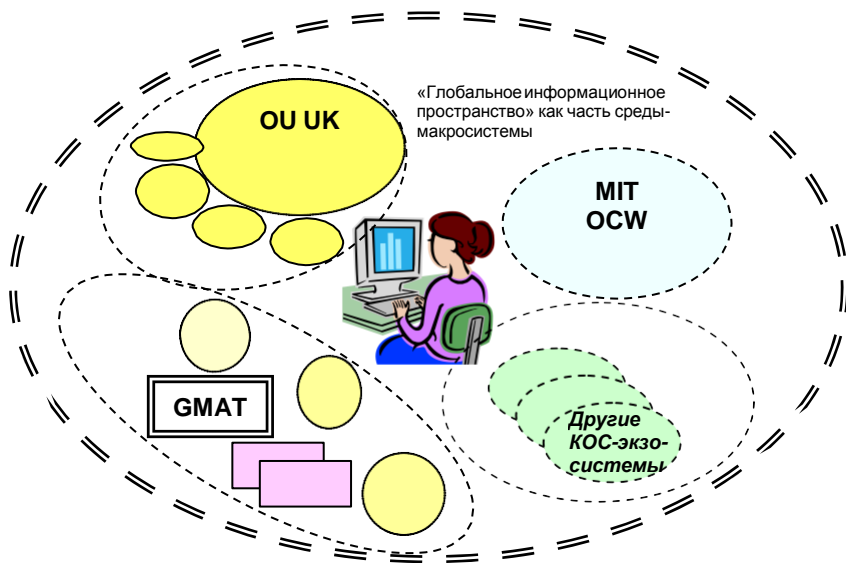 «Глобальное информационное
пространство» как часть среды-
макросистемы
OU UK
MIT
OCW
GMAT
Другие
КОС-экзо-
системы